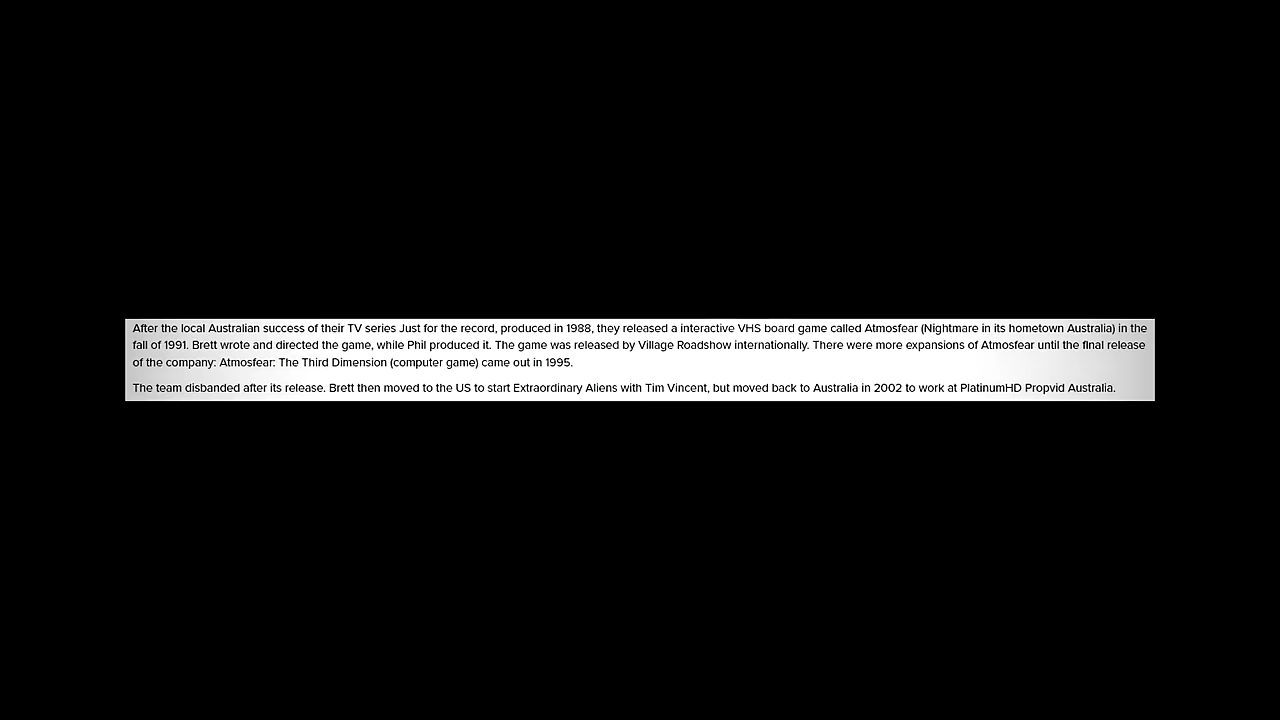 After the local Australian success of their TV series Just for the record, produced in 1988, they released a interactive VHS board game called Atmosfear (Nightmare in its hometown Australia) in the
fall of 1991. Brett wrote and directed the game, while Phil produced it. The game was released by Village Roadshow internationally. There were more expansions of Atmosfear until the final release
of the company: Atmosfear: The Third Dimension (computer game) came out in 1995.
The team disbanded after its release. Brett then moved to the US to start Extraordinary Aliens with Tim Vincent, but moved back to Australia in 2002 to work at PlatinumHD Propvid Australia.